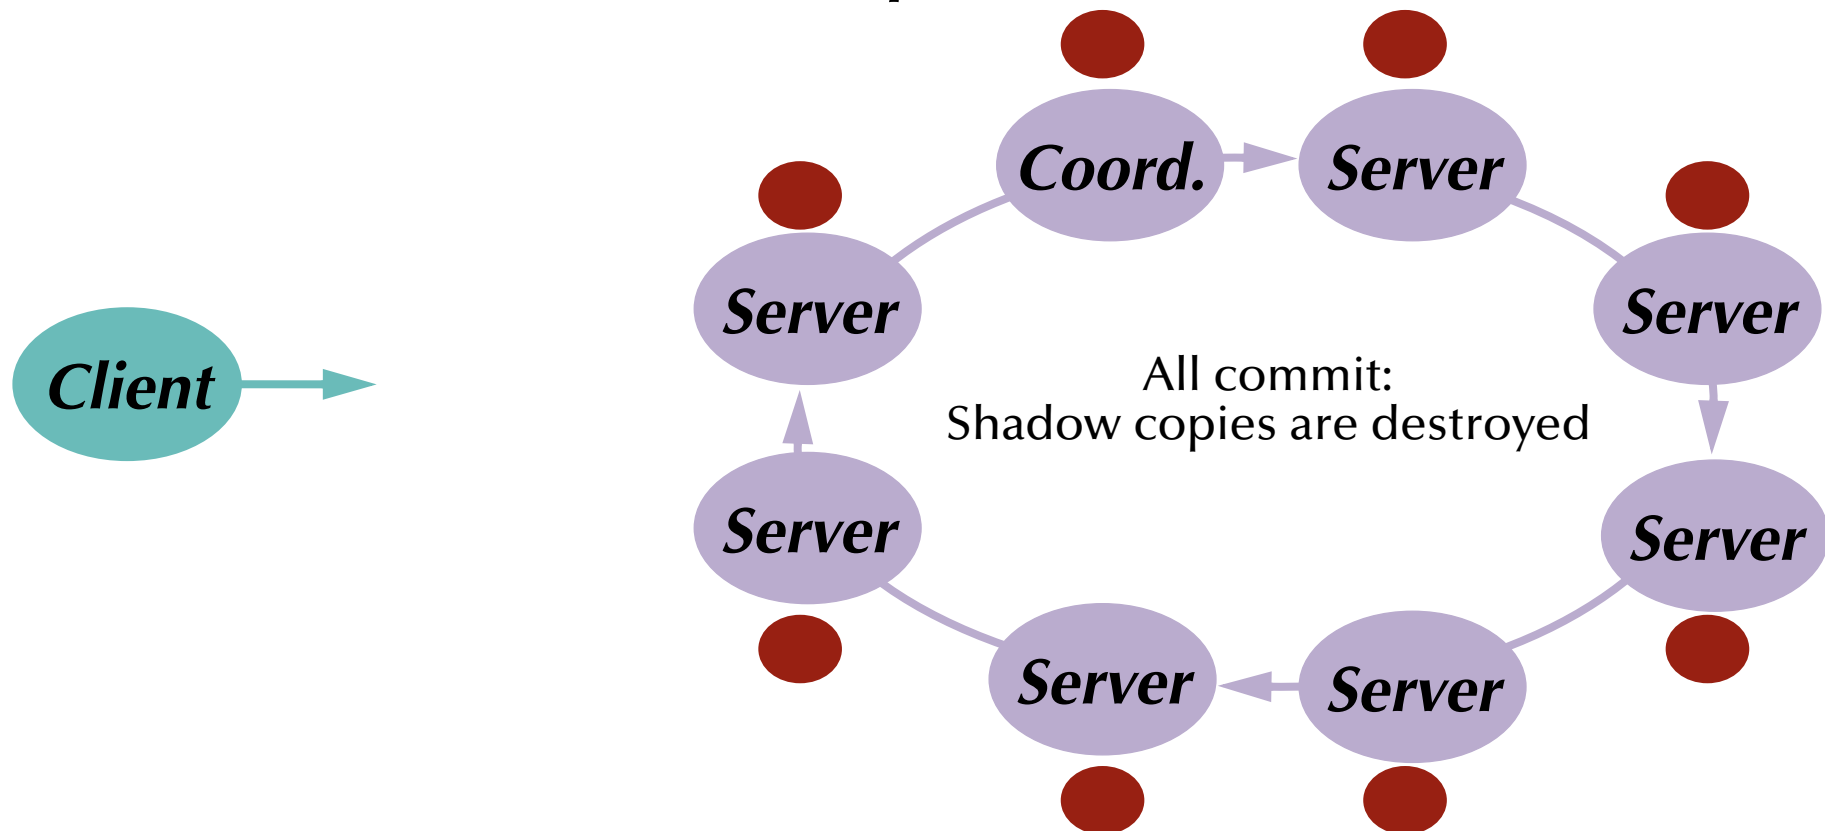 Coord.
Server
Server
Server
Client
All commit:
Shadow copies are destroyed
Server
Server
Server
Server